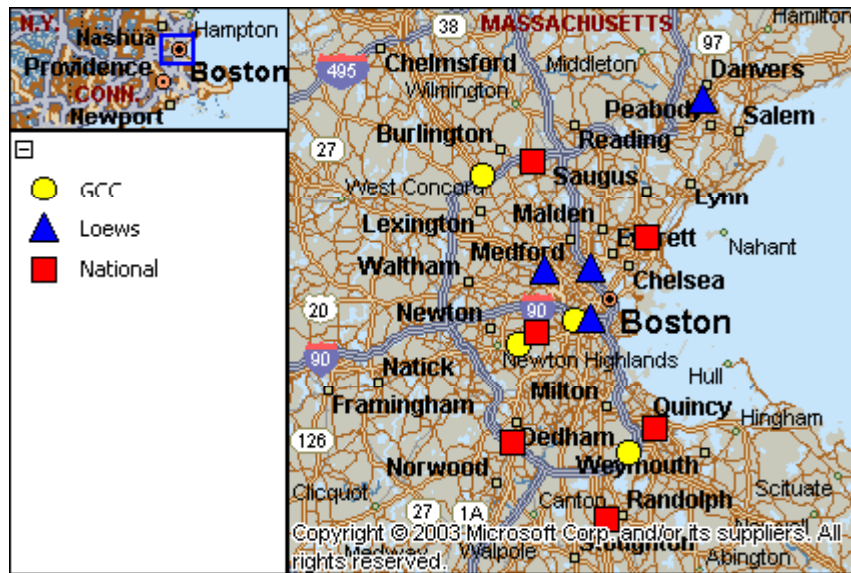 N.Y.
Nashua
Hampton
Providence
Boston
CONN.
Newport
GCC
Loews
National
38
MASSACHUSETTS
Hamilton
97
495
Chelmsford
Middleton
Danvers
Wilmington
Peabody
Salem
Burlington
Reading
27
West Concord
Saugus
Lynn
Lexington
Malden
Medford
Nahant
Waltham
Chelsea
20
Newton
90
Boston
90
Newton Highlands
Natick
Hull
Framingham
Milton
Quincy
Hingham
126
Dedham
Norwood
Weymouth
Clicquot
Scituate
27
1A
Canton
Randolph
Copyright © 2003 Microsoft Corp. and/or its suppliers. All
rights reserved.
Medway
Walpole
Stoughton
Abington